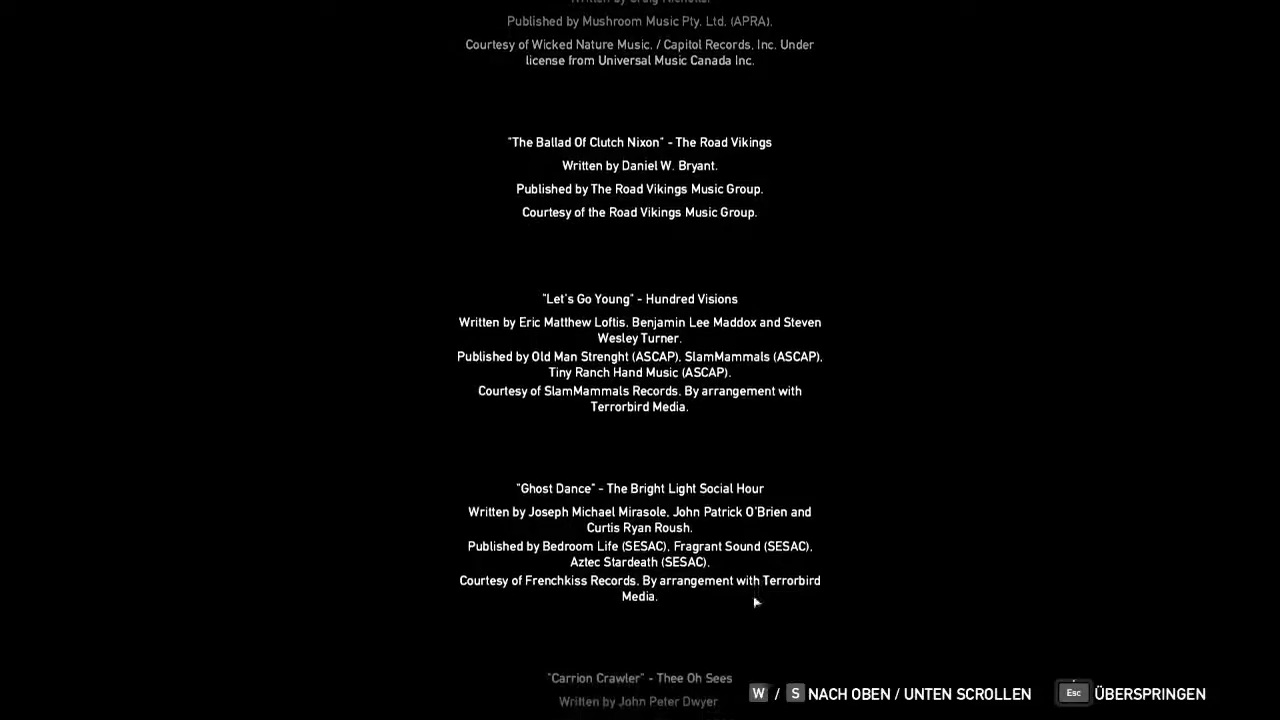 Written by Craig Nicholls.
Published by Mushroom Music Pty. Ltd. (APRA).
Courtesy of Wicked Nature Music. / Capitol Records, Inc. Under
license from Universal Music Canada Inc.
"The Ballad Of Clutch Nixon" - The Road Vikings
Written by Daniel W. Bryant.
Published by The Road Vikings Music Group.
Courtesy of the Road Vikings Music Group.
"Let's Go Young" - Hundred Visions
Written by Eric Matthew Loftis, Benjamin Lee Maddox and Steven
Wesley Turner.
Published by Old Man Strenght (ASCAP), SlamMammals (ASCAP),
Tiny Ranch Hand Music (ASCAP).
Courtesy of SlamMammals Records. By arrangement with
Terrorbird Media.
"Ghost Dance" - The Bright Light Social Hour
Written by Joseph Michael Mirasole, John Patrick O'Brien and
Curtis Ryan Roush.
Published by Bedroom Life (SESAC), Fragrant Sound (SESAC),
Aztec Stardeath (SESAC).
Courtesy of Frenchkiss Records. By arrangement with Terrorbird
Media.
"Carrion Crawler" - Thee Oh Sees
Written by John Peter Dwyer
W / S NACH OBEN / UNTEN SCROLLEN Esc ÜBERSPRINGEN